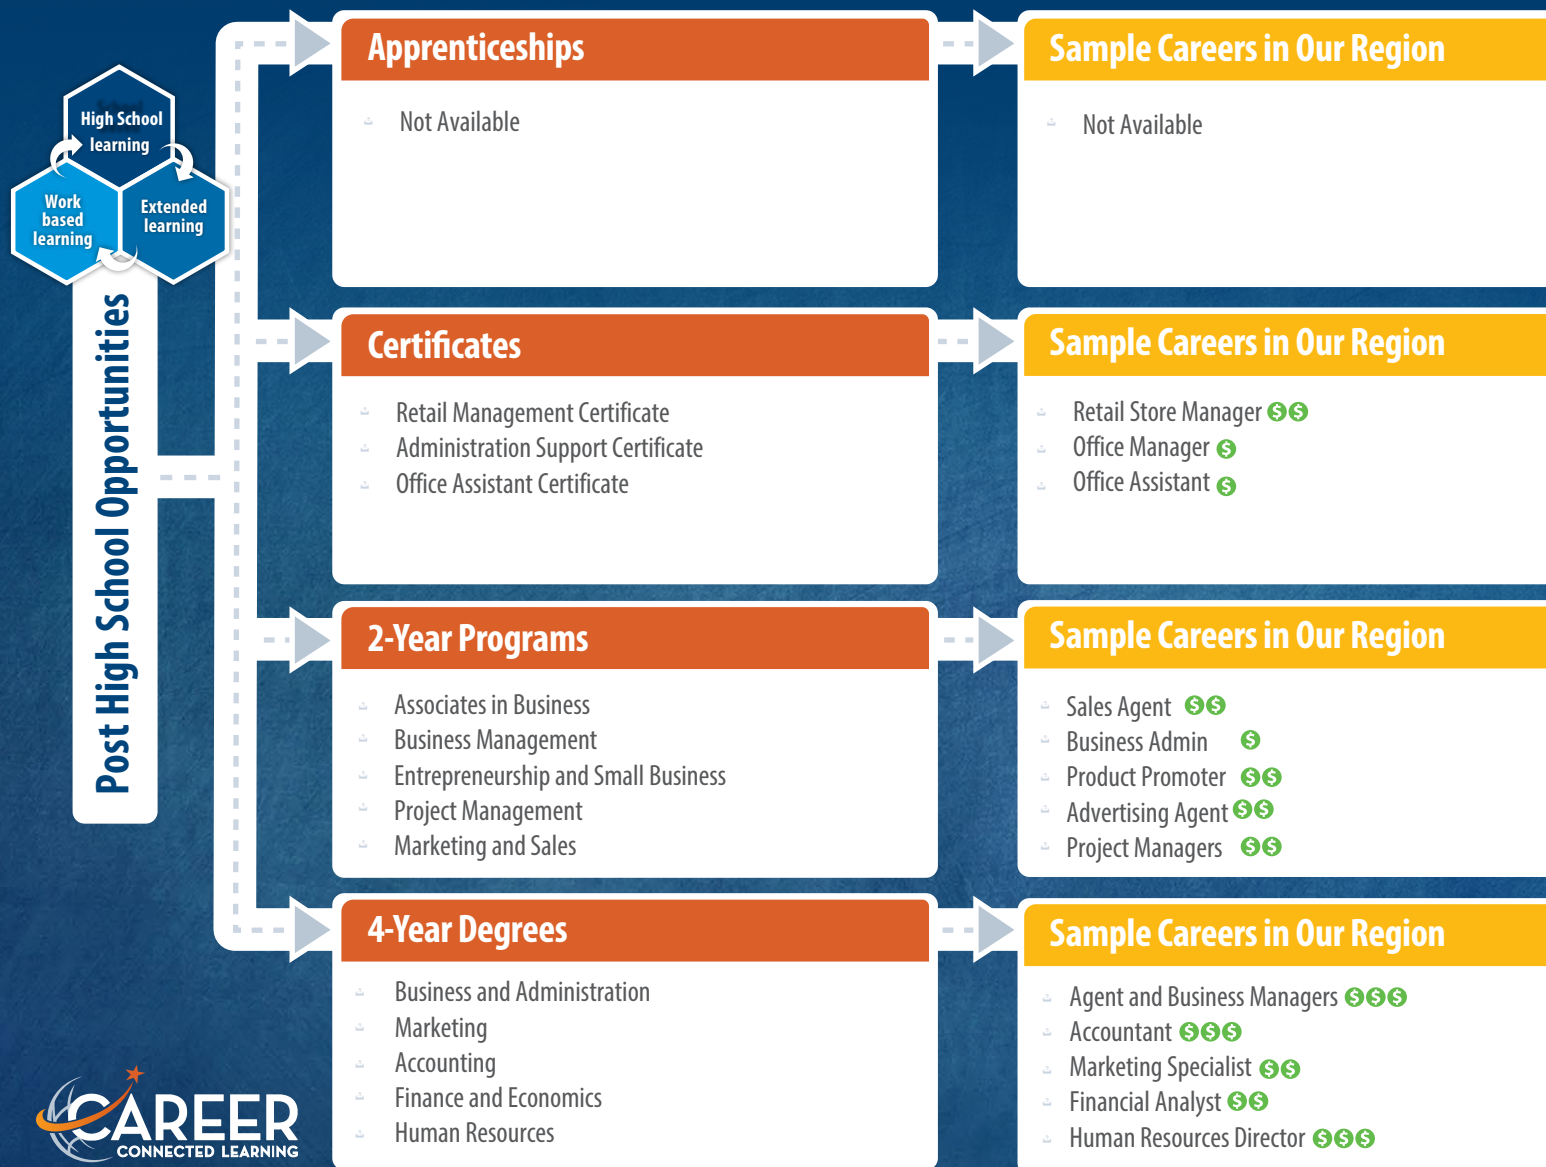 High School
learning
Work
based
learning
Extended
learning
Post High School Opportunities
Apprenticeships
Not Available
Sample Careers in Our Region
Not Available
Certificates
Retail Management Certificate
Administration Support Certificate
Office Assistant Certificate
Sample Careers in Our Region
Retail Store Manager $$
Office Manager $
Office Assistant $
2-Year Programs
Associates in Business
Business Management
Entrepreneurship and Small Business
Project Management
Marketing and Sales
Sample Careers in Our Region
Sales Agent $$
Business Admin $
Product Promoter $$
Advertising Agent $$
Project Managers $$
4-Year Degrees
Business and Administration
Marketing
Accounting
Finance and Economics
Human Resources
Sample Careers in Our Region
Agent and Business Managers $$$
Accountant $$$
Marketing Specialist $$
Financial Analyst $$
Human Resources Director $$$
CAREER
CONNECTED LEARNING